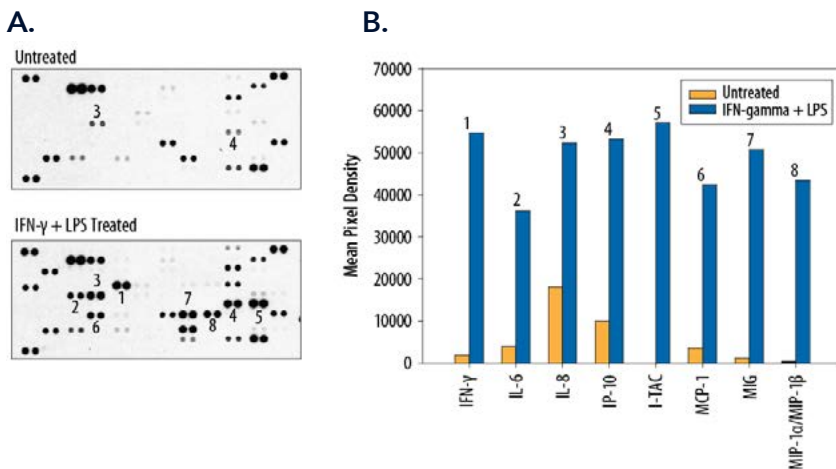 A.
Untreated
3
4
IFN-γ + LPS Treated
3
2
1
6
7
8
4
5
B.
70000
60000
50000
40000
30000
20000
10000
0
Mean Pixel Density
Untreated
IFN-gamma + LPS
1
2
3
4
5
6
7
8
IFN-γ
IL-6
IL-8
IP-10
I-TAC
MCP-1
MIG
MIP-1α/MIP-1β